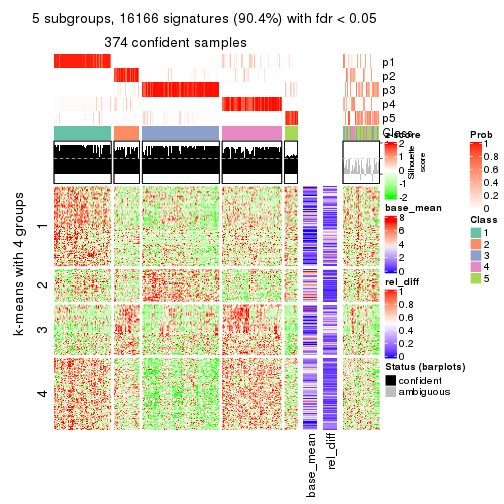 5 subgroups, 16166 signatures (90.4%) with fdr < 0.05
374 confident samples
p1
p2
p3
p4
p5
Class
z-score
2
1
0
-1
-2
Silhouette
score
Prob
1
0.8
0.6
0.4
0.2
0
base_mean
8
6
4
2
0
Class
1
2
3
4
5
rel_diff
1
0.8
0.6
0.4
0.2
0
Status (barplots)
confident
ambiguous
k-means with 4 groups
1
2
3
4
base_mean
rel_diff